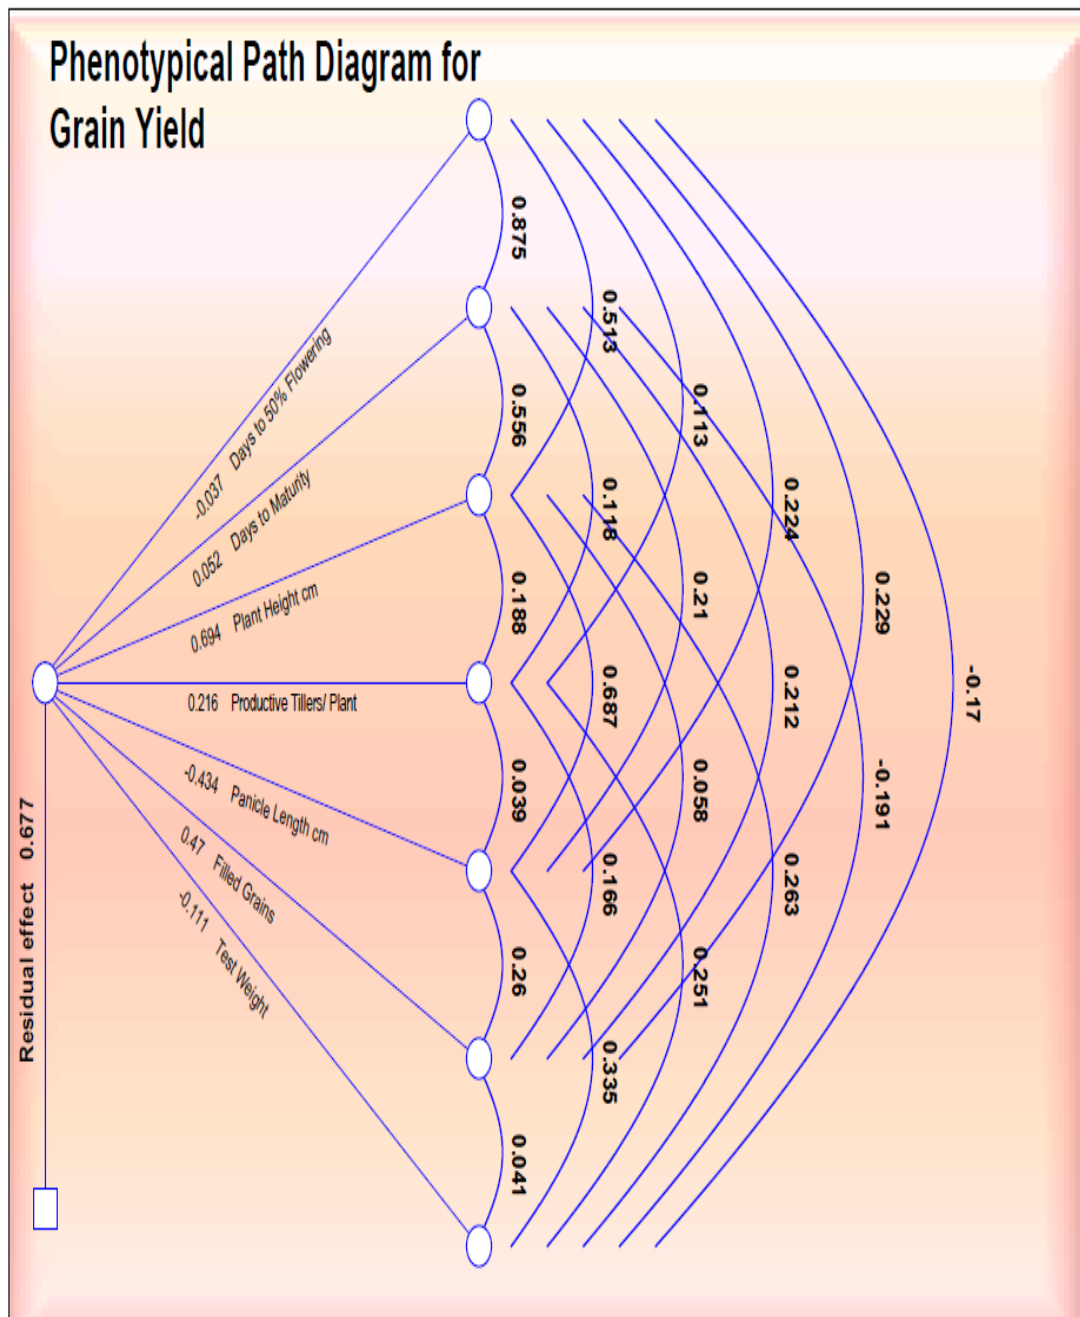 Phenotypical Path Diagram for
Grain Yield
-0.037 Days to 50% Flowering
0.052 Days to Maturity
0.694 Plant Height cm
0.216 Productive Tillers/ Plant
-0.434 Panicle Length cm
0.47 Filled Grains
-0.111 Test Weight
Residual effect 0.677
0.875
0.556
0.188
0.039
0.26
0.041
0.513
0.118
0.687
0.166
0.335
0.113
0.21
0.058
0.251
0.224
0.212
0.263
0.229
-0.191
-0.17